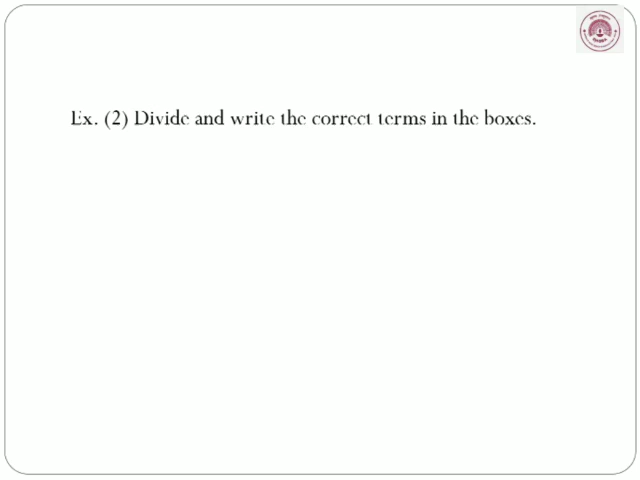 Ex. (2) Divide and write the correct terms in the boxes.